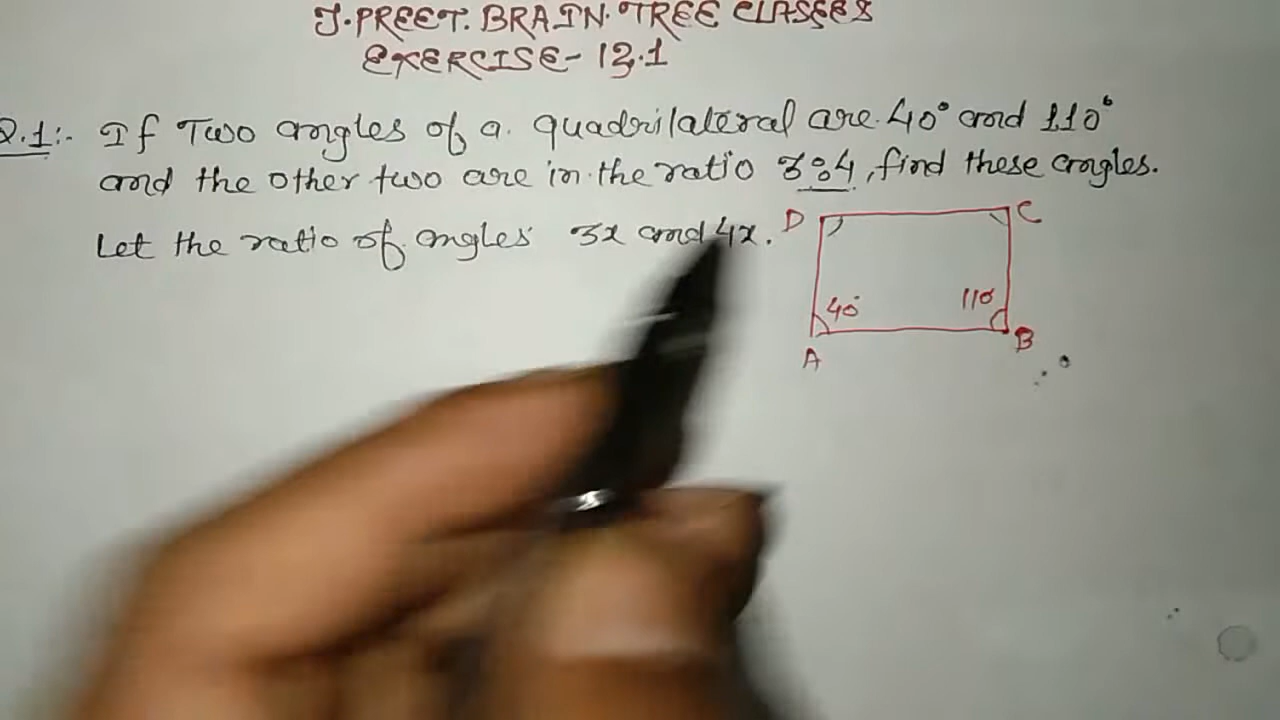 J.PREET. BRAIN. TREE CLASSES
EXERCISE - 12.1
Q.1:- If Two angles of a. quadrilateral are 40° and 110°
and the other two are in the ratio 3:4, find these angles.
Let the ratio of angles 3x and 4x.
D
C
40°
110°
A
B